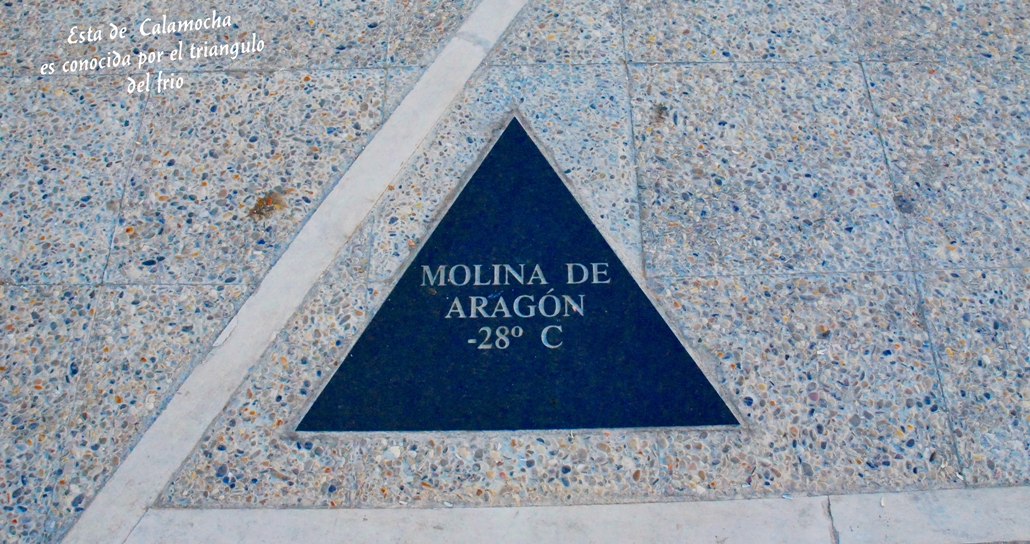 Esta de Calamocha
es conocida por el triangulo
del frio
MOLINA DE
ARAGÓN
-28º C